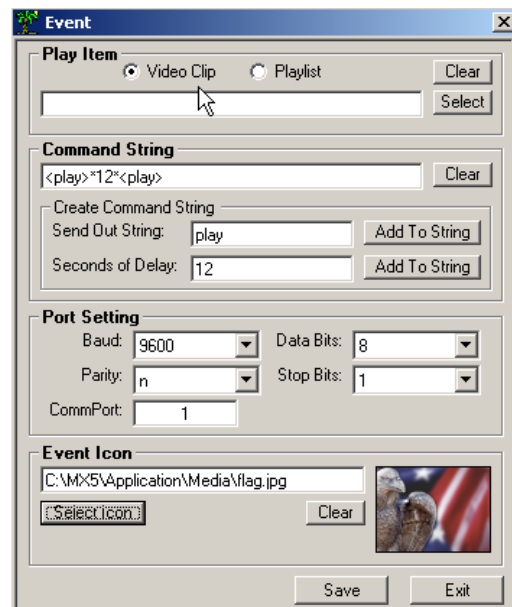 Event
Play Item
Video Clip Playlist Clear
Select
Command String
<play>*12*<play> Clear
Create Command String
Send Out String: play Add To String
Seconds of Delay: 12 Add To String
Port Setting
Baud: 9600 Data Bits: 8
Parity: n Stop Bits: 1
CommPort: 1
Event Icon
C:\MX5\Application\Media\flag.jpg
Select Icon Clear
Save Exit